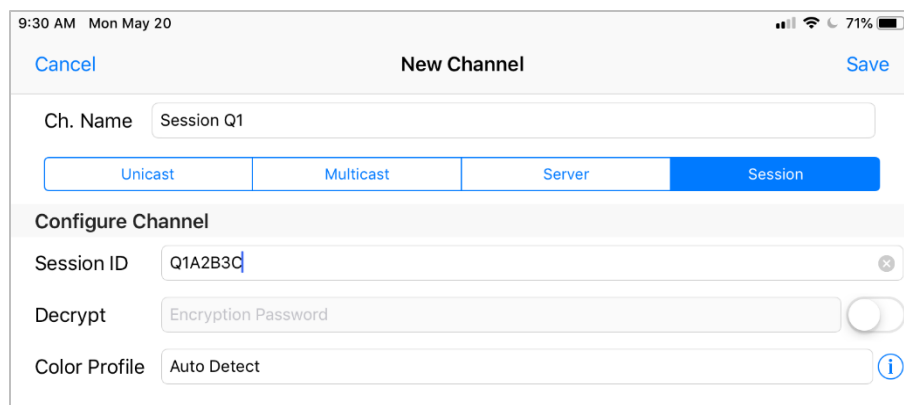 9:30 AM Mon May 20 71%
Cancel New Channel Save
Ch. Name Session Q1
Unicast Multicast Server Session
Configure Channel
Session ID Q1A2B3C
Decrypt Encryption Password
Color Profile Auto Detect